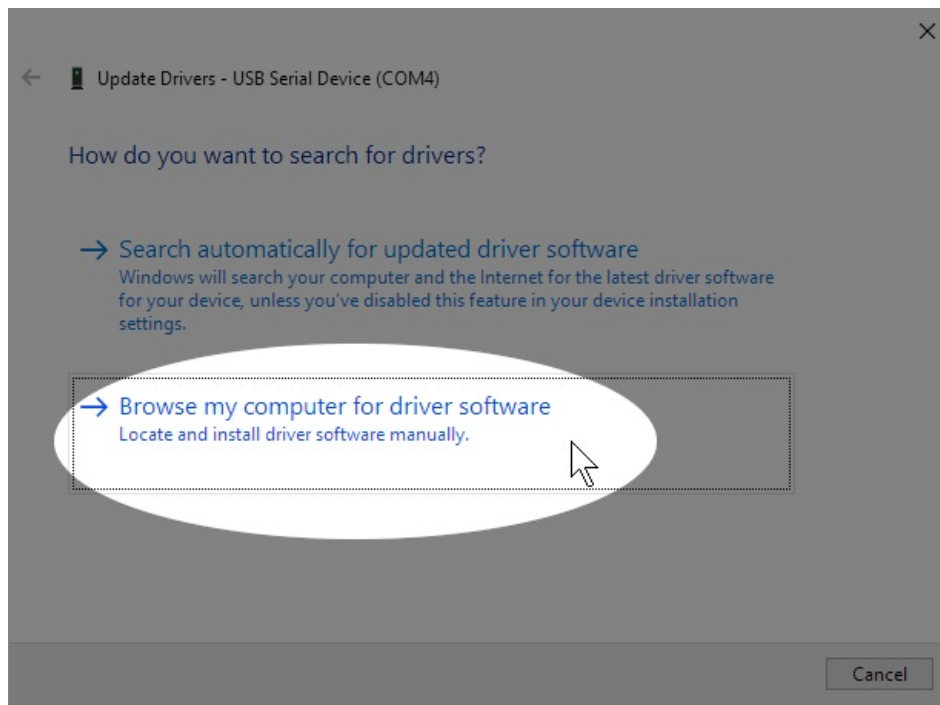 Update Drivers - USB Serial Device (COM4)
How do you want to search for drivers?
Search automatically for updated driver software
Windows will search your computer and the Internet for the latest driver software
for your device, unless you've disabled this feature in your device installation
settings.
Browse my computer for driver software
Locate and install driver software manually.
Cancel